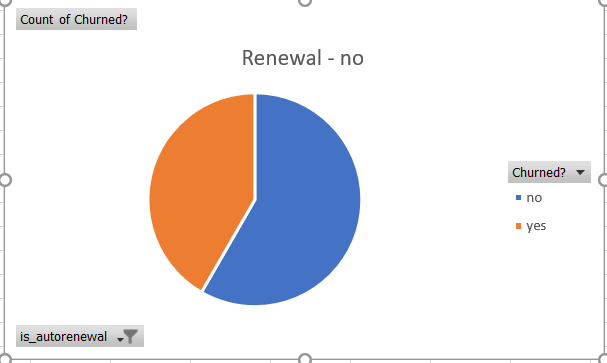 Count of Churned?
Renewal - no
Churned?
no
yes
is_autorenewal